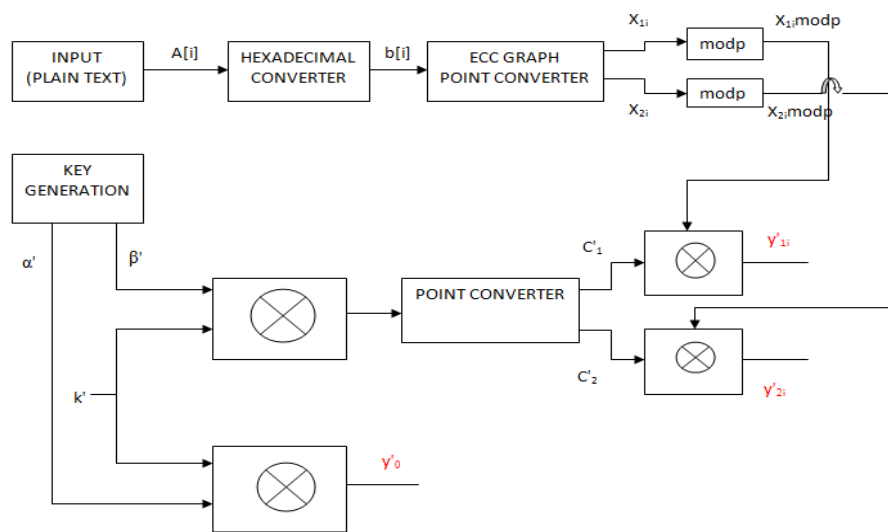 INPUT
(PLAIN TEXT)
A[i]
HEXADECIMAL
CONVERTER
b[i]
ECC GRAPH
POINT CONVERTER
X₁ᵢ
modp
X₁ᵢmodp
X₂ᵢ
modp
X₂ᵢmodp
KEY
GENERATION
α'
β'
k'
POINT CONVERTER
C'₁
y'₁ᵢ
C'₂
y'₂ᵢ
y'₀